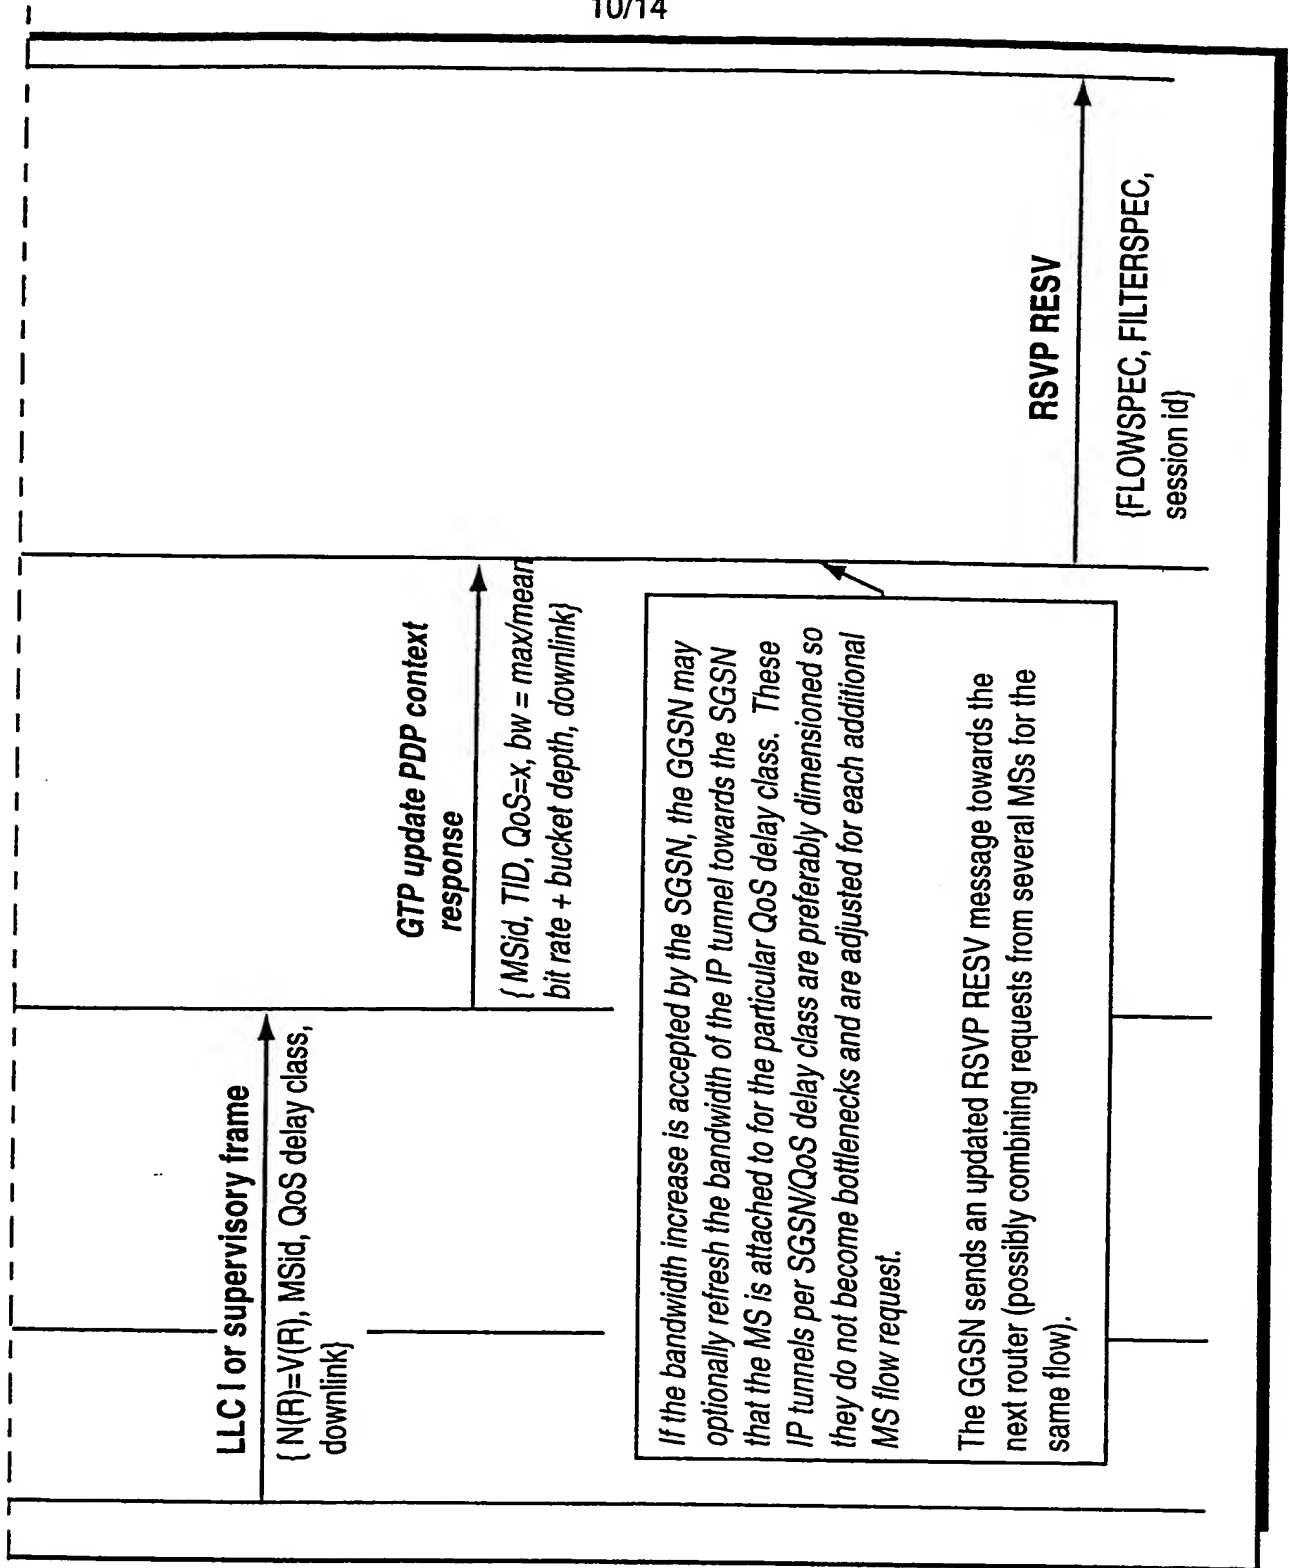 10/14
LLC I or supervisory frame
{ N(R)=V(R), MSid, QoS delay class,
downlink}
GTP update PDP context
response
{ MSid, TID, QoS=x, bw = max/mean
bit rate + bucket depth, downlink}
If the bandwidth increase is accepted by the SGSN, the GGSN may
optionally refresh the bandwidth of the IP tunnel towards the SGSN
that the MS is attached to for the particular QoS delay class. These
IP tunnels per SGSN/QoS delay class are preferably dimensioned so
they do not become bottlenecks and are adjusted for each additional
MS flow request.
The GGSN sends an updated RSVP RESV message towards the
next router (possibly combining requests from several MSs for the
same flow).
RSVP RESV
{FLOWSPEC, FILTERSPEC,
session id}